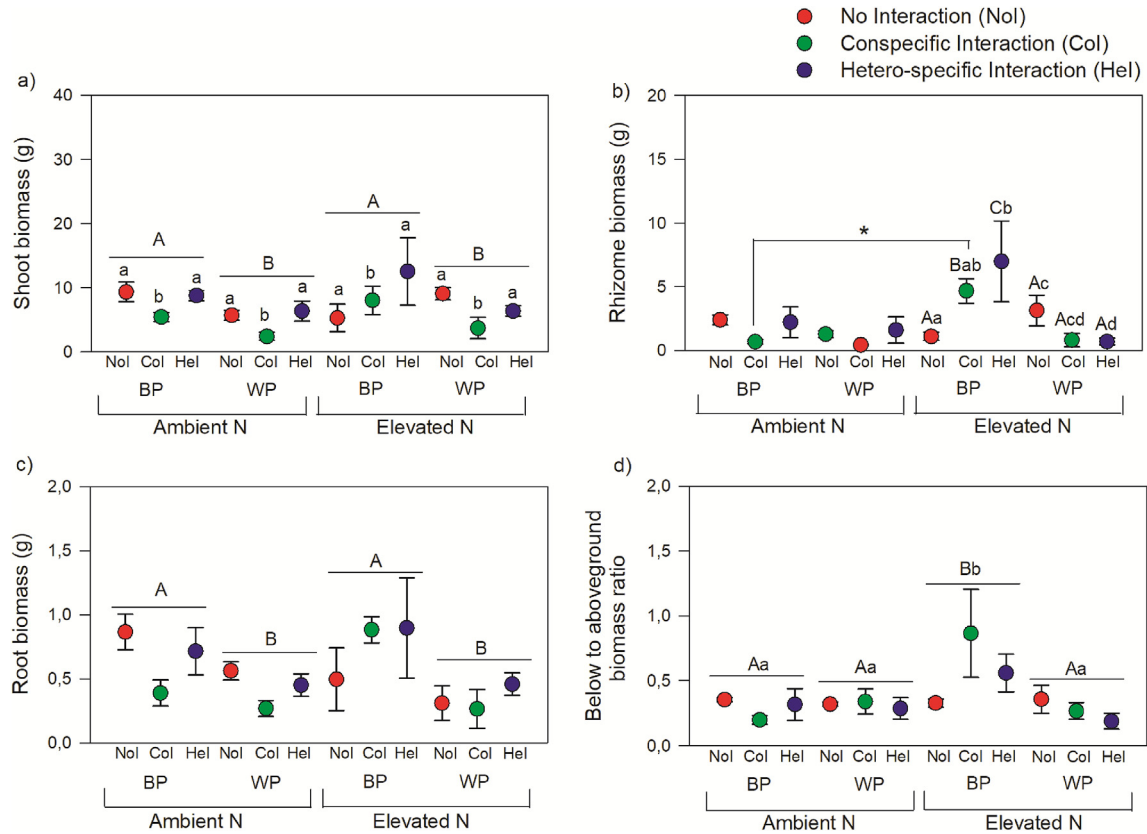 No Interaction (NoI)
Conspecific Interaction (CoI)
Hetero-specific Interaction (HeI)
a)
Shoot biomass (g)
40
30
20
10
0
A
a b a
B
a b a
A
a b a
B
a b a
NoI CoI HeI NoI CoI HeI NoI CoI HeI NoI CoI HeI
BP WP BP WP
Ambient N Elevated N
b)
Rhizome biomass (g)
20
15
10
5
0
*
Aa Bab Cb Ac Acd Ad
NoI CoI HeI NoI CoI HeI NoI CoI HeI NoI CoI HeI
BP WP BP WP
Ambient N Elevated N
c)
Root biomass (g)
2,0
1,5
1,0
0,5
0,0
A B A B
NoI CoI HeI NoI CoI HeI NoI CoI HeI NoI CoI HeI
BP WP BP WP
Ambient N Elevated N
d)
Below to aboveground
biomass ratio
2,0
1,5
1,0
0,5
0,0
Aa Aa Bb Aa
NoI CoI HeI NoI CoI HeI NoI CoI HeI NoI CoI HeI
BP WP BP WP
Ambient N Elevated N